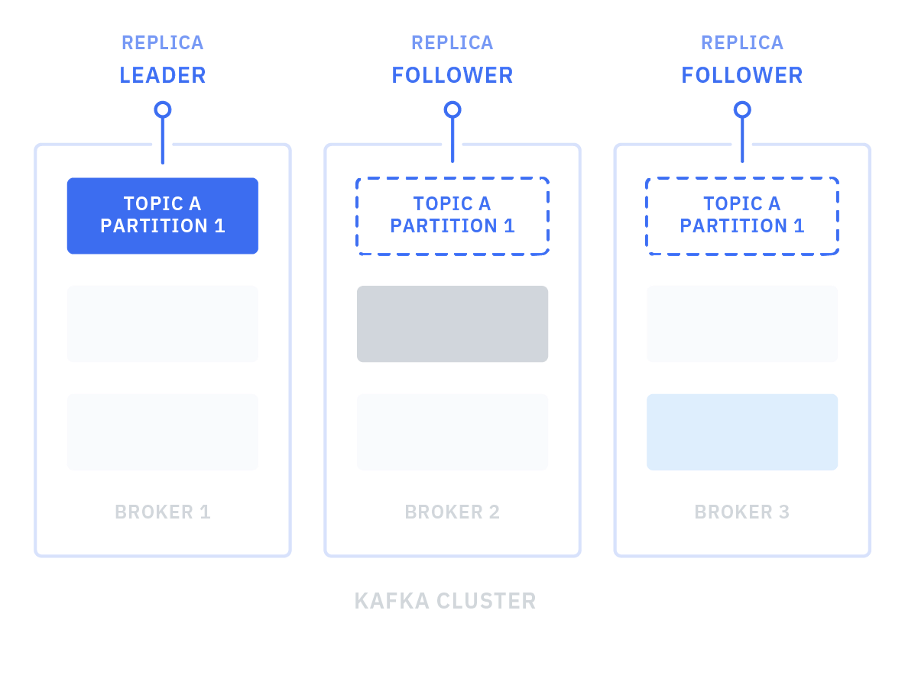 REPLICA
LEADER
REPLICA
FOLLOWER
REPLICA
FOLLOWER
TOPIC A
PARTITION 1
TOPIC A
PARTITION 1
TOPIC A
PARTITION 1
BROKER 1
BROKER 2
BROKER 3
KAFKA CLUSTER